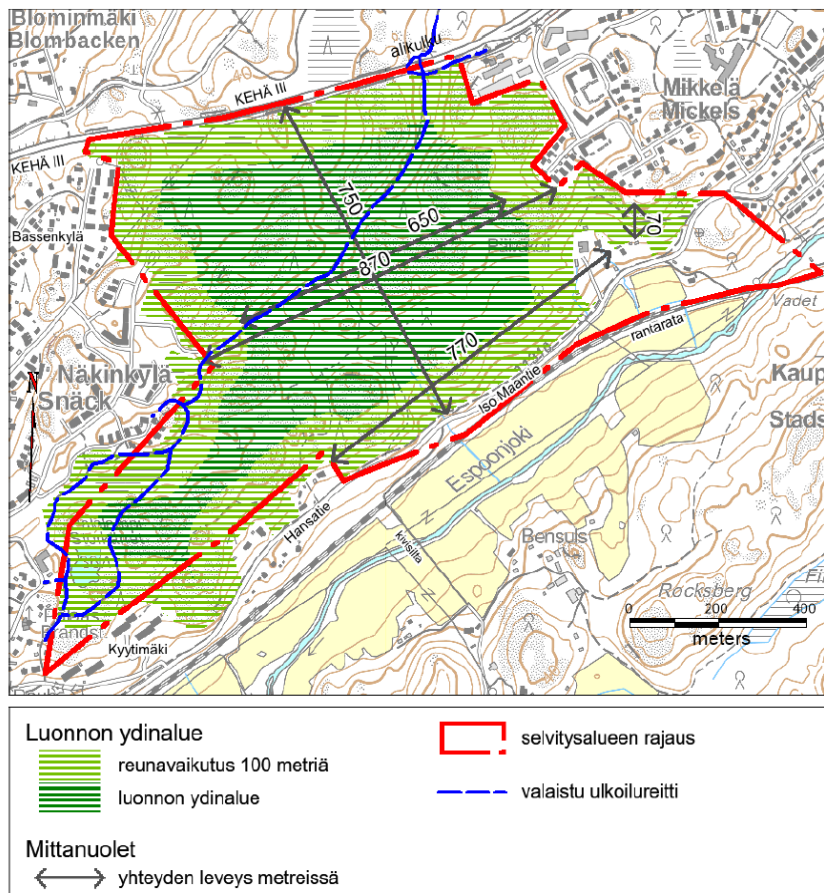 Blominmäki
Blombacken
alikulku
KEHÄ III
40
Mikkelä
Mickels
KEHÄ III
Bassenkylä
750
650
870
70
770
Vadet
rantarata
Iso Maantie
Näkinkylä
Snäck
N
Kaup
Stads
Espoonjoki
Hansatie
kivisilta
Bensuls
Rocksberg
Kyytimäki
0 200 400
meters
Luonnon ydinalue
reunavaikutus 100 metriä
luonnon ydinalue
selvitysalueen rajaus
valaistu ulkoilureitti
Mittanuolet
yhteyden leveys metreissä